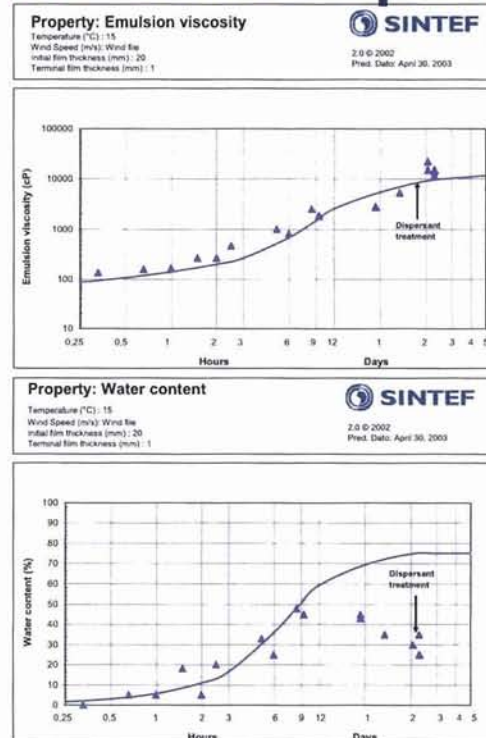 Property: Emulsion viscosity
Temperature (°C) : 15
Wind Speed (m/s): Wind file
Initial film thickness (mm) : 20
Terminal film thickness (mm) : 1
SINTEF
2.0 © 2002
Pred. Date: April 30, 2003
Emulsion viscosity (cP)
100000
10000
1000
100
10
Dispersant
treatment
0.25 0.5 1 2 3 6 9 12 1 2 3 4 5
Hours Days
Property: Water content
Temperature (°C) : 15
Wind Speed (m/s): Wind file
Initial film thickness (mm) : 20
Terminal film thickness (mm) : 1
SINTEF
2.0 © 2002
Pred. Date: April 30, 2003
Water content (%)
100
90
80
70
60
50
40
30
20
10
0
Dispersant
treatment
0.25 0.5 1 2 3 6 9 12 1 2 3 4 5
Hours Days